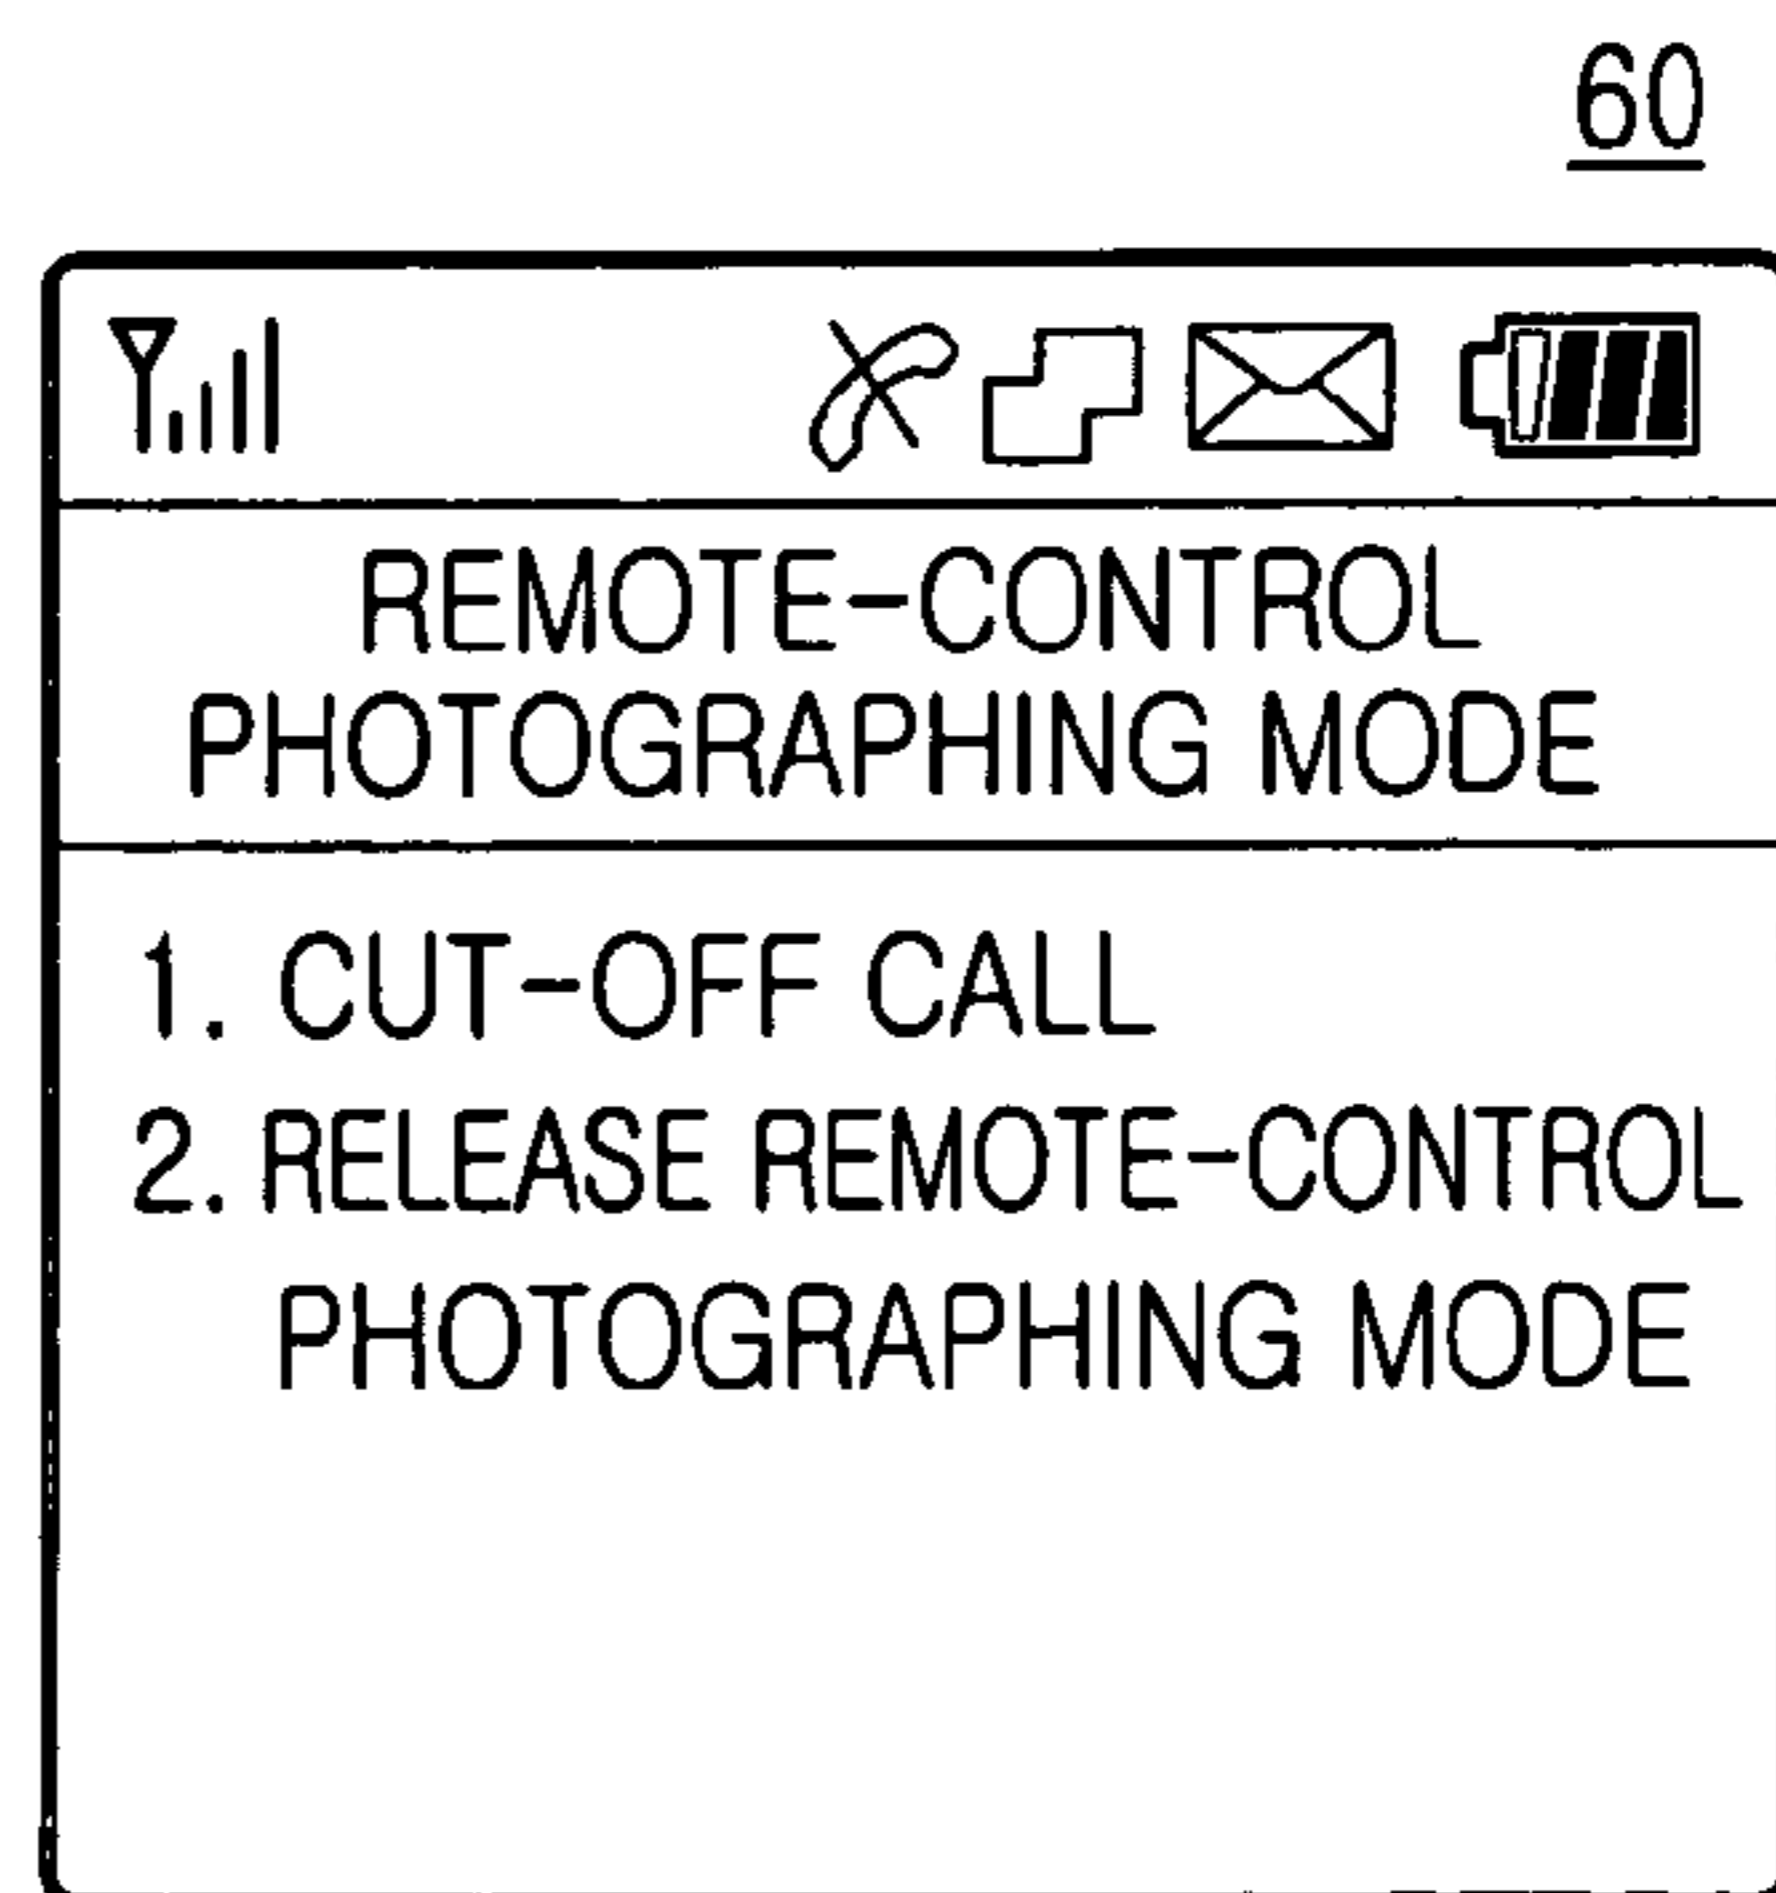 60
REMOTE-CONTROL
PHOTOGRAPHING MODE
1. CUT-OFF CALL
2. RELEASE REMOTE-CONTROL
PHOTOGRAPHING MODE